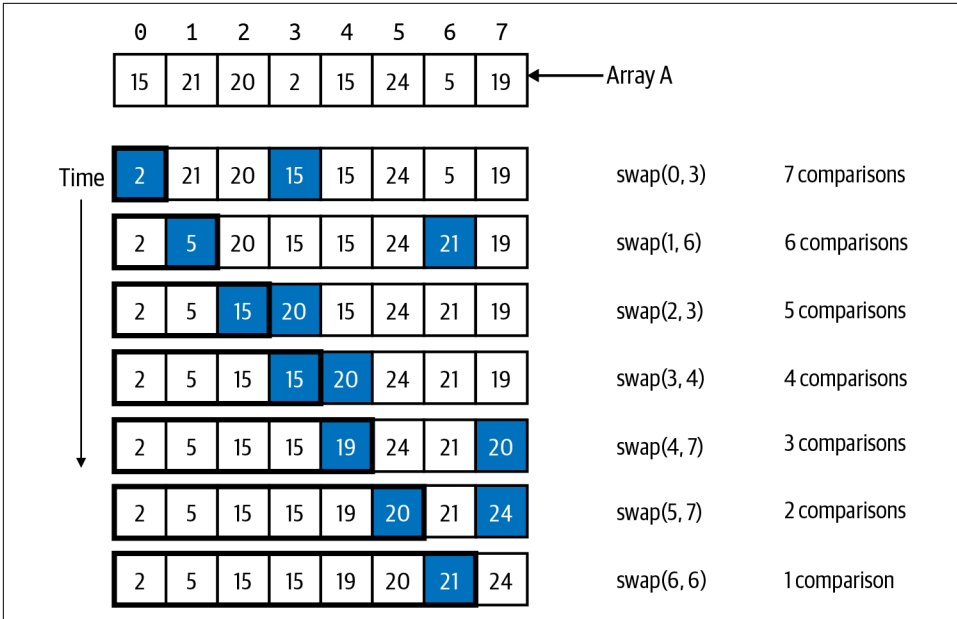 0 1 2 3 4 5 6 7
15 21 20 2 15 24 5 19 Array A
Time 2 21 20 15 15 24 5 19 swap(0, 3) 7 comparisons
2 5 20 15 15 24 21 19 swap(1, 6) 6 comparisons
2 5 15 20 15 24 21 19 swap(2, 3) 5 comparisons
2 5 15 15 20 24 21 19 swap(3, 4) 4 comparisons
2 5 15 15 19 24 21 20 swap(4, 7) 3 comparisons
2 5 15 15 19 20 21 24 swap(5, 7) 2 comparisons
2 5 15 15 19 20 21 24 swap(6, 6) 1 comparison